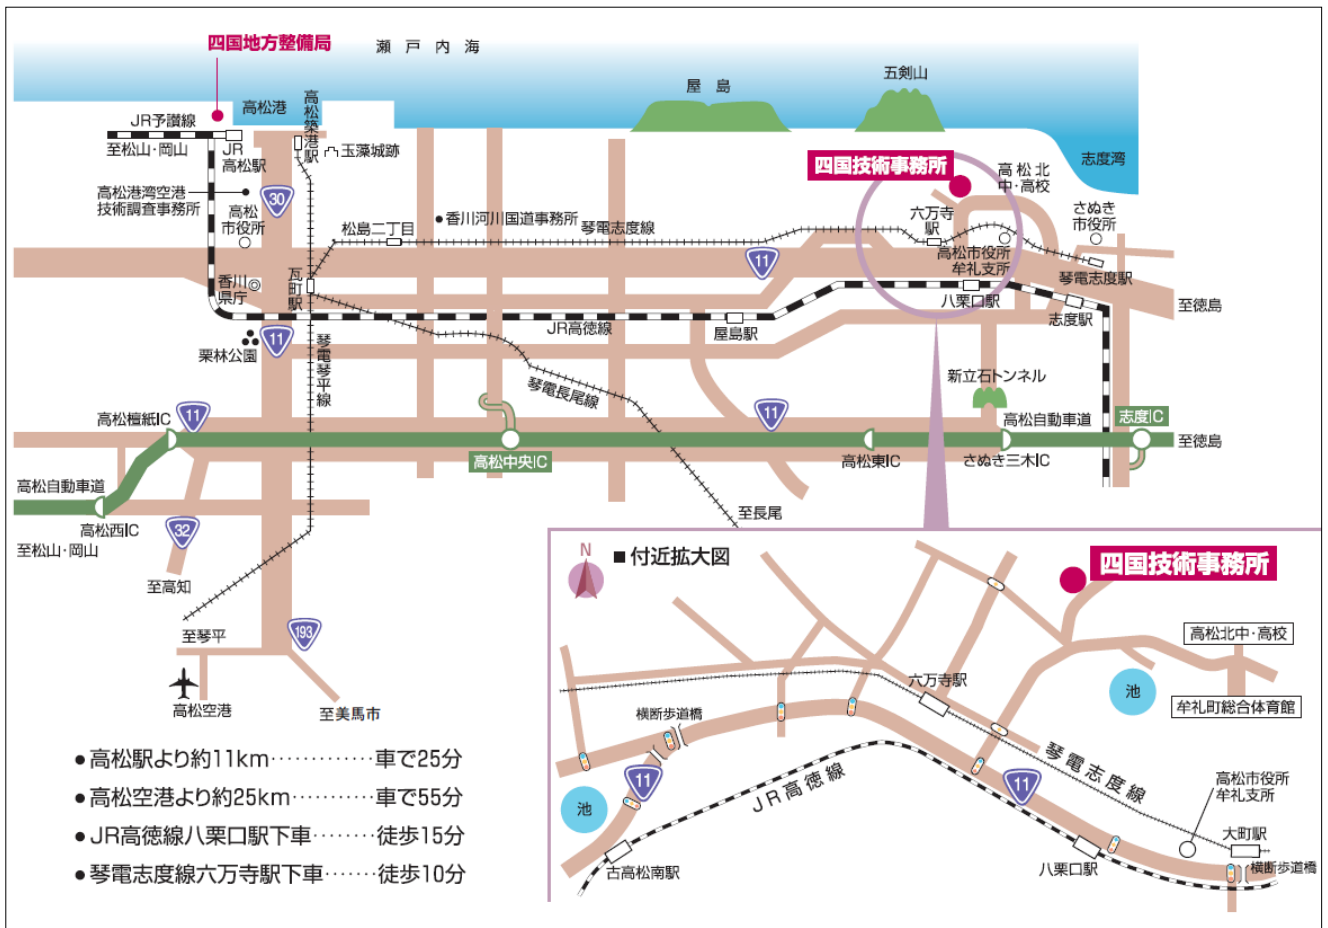 四国地方整備局
瀬戸内海
屋島
五剣山
高松港
高松築港駅
JR予讃線
至松山・岡山
JR
高松駅
玉藻城跡
四国技術事務所
高松北
中・高校
志度湾
高松港湾空港
技術調査事務所
30
高松
市役所
松島二丁目
香川河川国道事務所
琴電志度線
六万寺
駅
さぬき
市役所
11
高松市役所
牟礼支所
琴電志度駅
香川
県庁
瓦町駅
八栗口駅
志度駅
至徳島
JR高徳線
屋島駅
栗林公園
11
琴電琴平線
琴電長尾線
新立石トンネル
高松檀紙IC
11
11
高松自動車道
志度IC
高松中央IC
高松東IC
さぬき三木IC
至徳島
高松自動車道
高松西IC
至松山・岡山
32
至高知
至長尾
至琴平
193
高松空港
至美馬市
N
■付近拡大図
四国技術事務所
高松北中・高校
池
牟礼町総合体育館
六万寺駅
横断歩道橋
11
池
JR高徳線
琴電志度線
11
高松市役所
牟礼支所
大町駅
古高松南駅
八栗口駅
横断歩道橋
●高松駅より約11km…………車で25分
●高松空港より約25km………車で55分
●JR高徳線八栗口駅下車………徒歩15分
●琴電志度線六万寺駅下車……徒歩10分